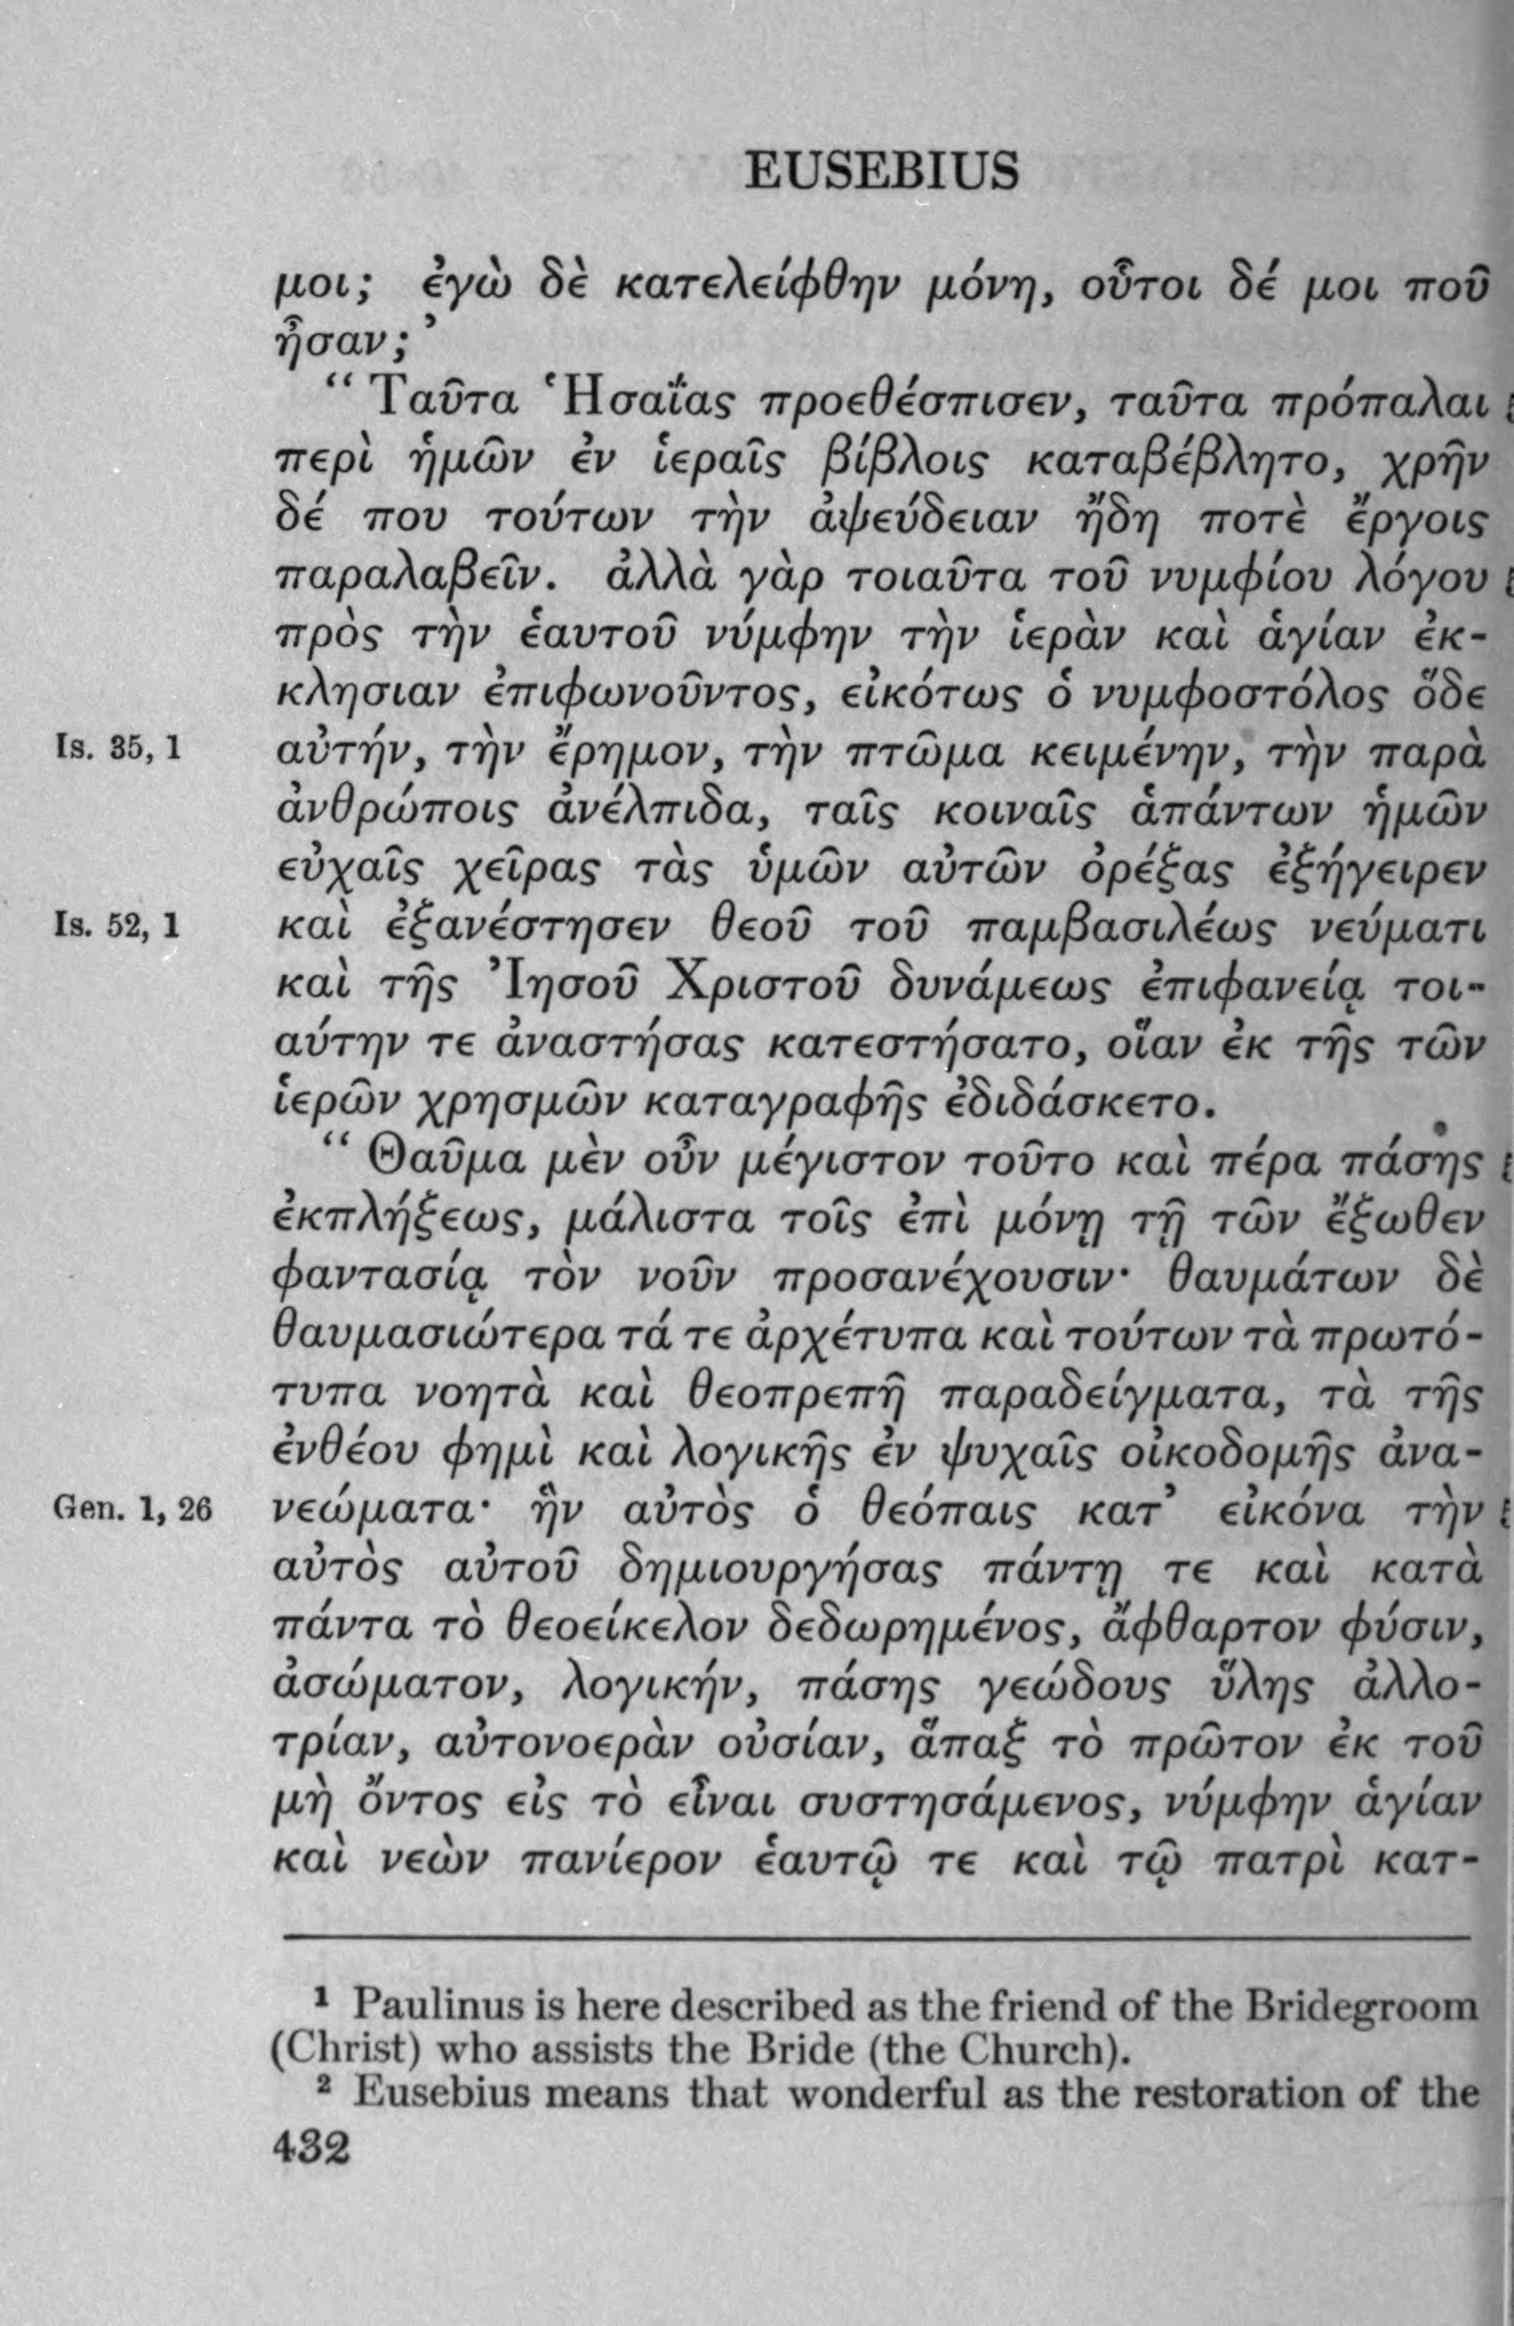 EUSEBIUS
μοι; ἐγὼ δὲ κατελείφθην μόνη, οὗτοι δέ μοι ποῦ
ἦσαν;’
“ Ταῦτα Ἡσαΐας προεθέσπισεν, ταῦτα πρόπαλαι
περὶ ἡμῶν ἐν ἱεραῖς βίβλοις καταβέβλητο, χρῆν
δέ που τούτων τὴν ἀψεύδειαν ἤδη ποτὲ ἔργοις
παραλαβεῖν. ἀλλὰ γὰρ τοιαῦτα τοῦ νυμφίου λόγου
πρὸς τὴν ἑαυτοῦ νύμφην τὴν ἱερὰν καὶ ἁγίαν ἐκ-
κλησιαν ἐπιφωνοῦντος, εἰκότως ὁ νυμφοστόλος ὅδε
Is. 35, 1 αὐτήν, τὴν ἔρημον, τὴν πτῶμα κειμένην, τὴν παρὰ
ἀνθρώποις ἀνέλπιδα, ταῖς κοιναῖς ἁπάντων ἡμῶν
εὐχαῖς χεῖρας τὰς ὑμῶν αὐτῶν ὀρέξας ἐξήγειρεν
Is. 52, 1 καὶ ἐξανέστησεν θεοῦ τοῦ παμβασιλέως νεύματι
καὶ τῆς Ἰησοῦ Χριστοῦ δυνάμεως ἐπιφανείᾳ τοι-
αύτην τε ἀναστήσας κατεστήσατο, οἵαν ἐκ τῆς τῶν
ἱερῶν χρησμῶν καταγραφῆς ἐδιδάσκετο.
“ Θαῦμα μὲν οὖν μέγιστον τοῦτο καὶ πέρα πάσης
ἐκπλήξεως, μάλιστα τοῖς ἐπὶ μόνῃ τῇ τῶν ἔξωθεν
φαντασίᾳ τὸν νοῦν προσανέχουσιν· θαυμάτων δὲ
θαυμασιώτερα τά τε ἀρχέτυπα καὶ τούτων τὰ πρωτό-
τυπα νοητὰ καὶ θεοπρεπῆ παραδείγματα, τὰ τῆς
ἐνθέου φημὶ καὶ λογικῆς ἐν ψυχαῖς οἰκοδομῆς ἀνα-
Gen. 1, 26 νεώματα· ἣν αὐτὸς ὁ θεόπαις κατ’ εἰκόνα τὴν
αὐτὸς αὐτοῦ δημιουργήσας πάντῃ τε καὶ κατὰ
πάντα τὸ θεοείκελον δεδωρημένος, ἄφθαρτον φύσιν,
ἀσώματον, λογικήν, πάσης γεώδους ὕλης ἀλλο-
τρίαν, αὐτονοερὰν οὐσίαν, ἅπαξ τὸ πρῶτον ἐκ τοῦ
μὴ ὄντος εἰς τὸ εἶναι συστησάμενος, νύμφην ἁγίαν
καὶ νεὼν πανίερον ἑαυτῷ τε καὶ τῷ πατρὶ κατ-
¹ Paulinus is here described as the friend of the Bridegroom
(Christ) who assists the Bride (the Church).
² Eusebius means that wonderful as the restoration of the
432